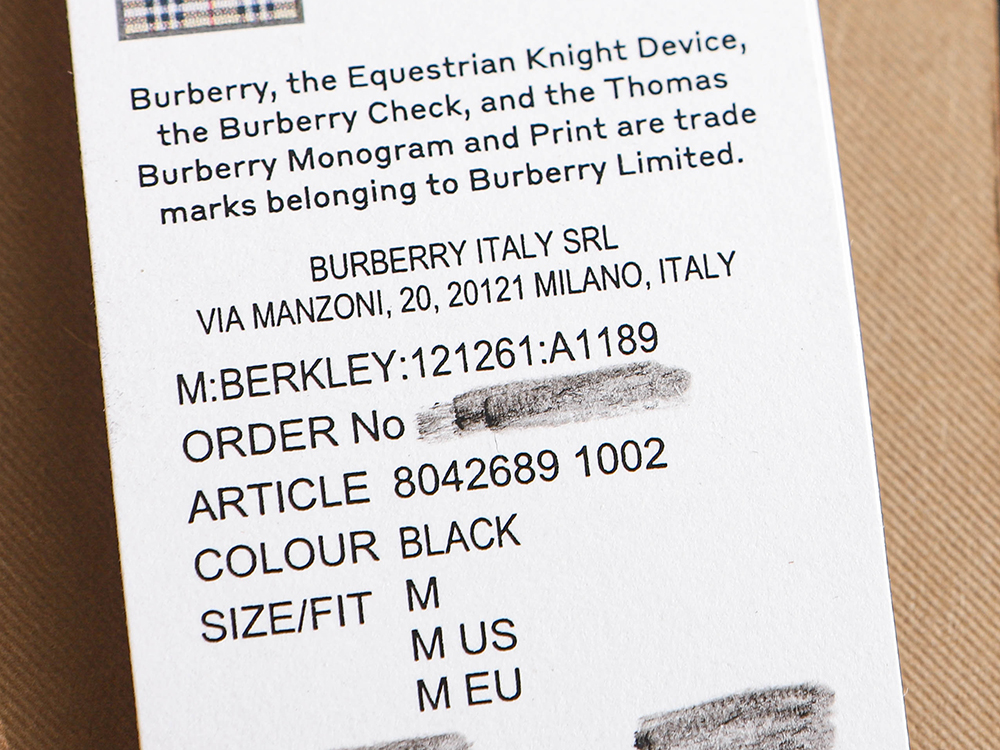 Burberry, the Equestrian Knight Device,
the Burberry Check, and the Thomas
Burberry Monogram and Print are trade
marks belonging to Burberry Limited.
BURBERRY ITALY SRL
VIA MANZONI, 20, 20121 MILANO, ITALY
M:BERKLEY:121261:A1189
ORDER No
ARTICLE 8042689 1002
COLOUR BLACK
SIZE/FIT M
M US
M EU